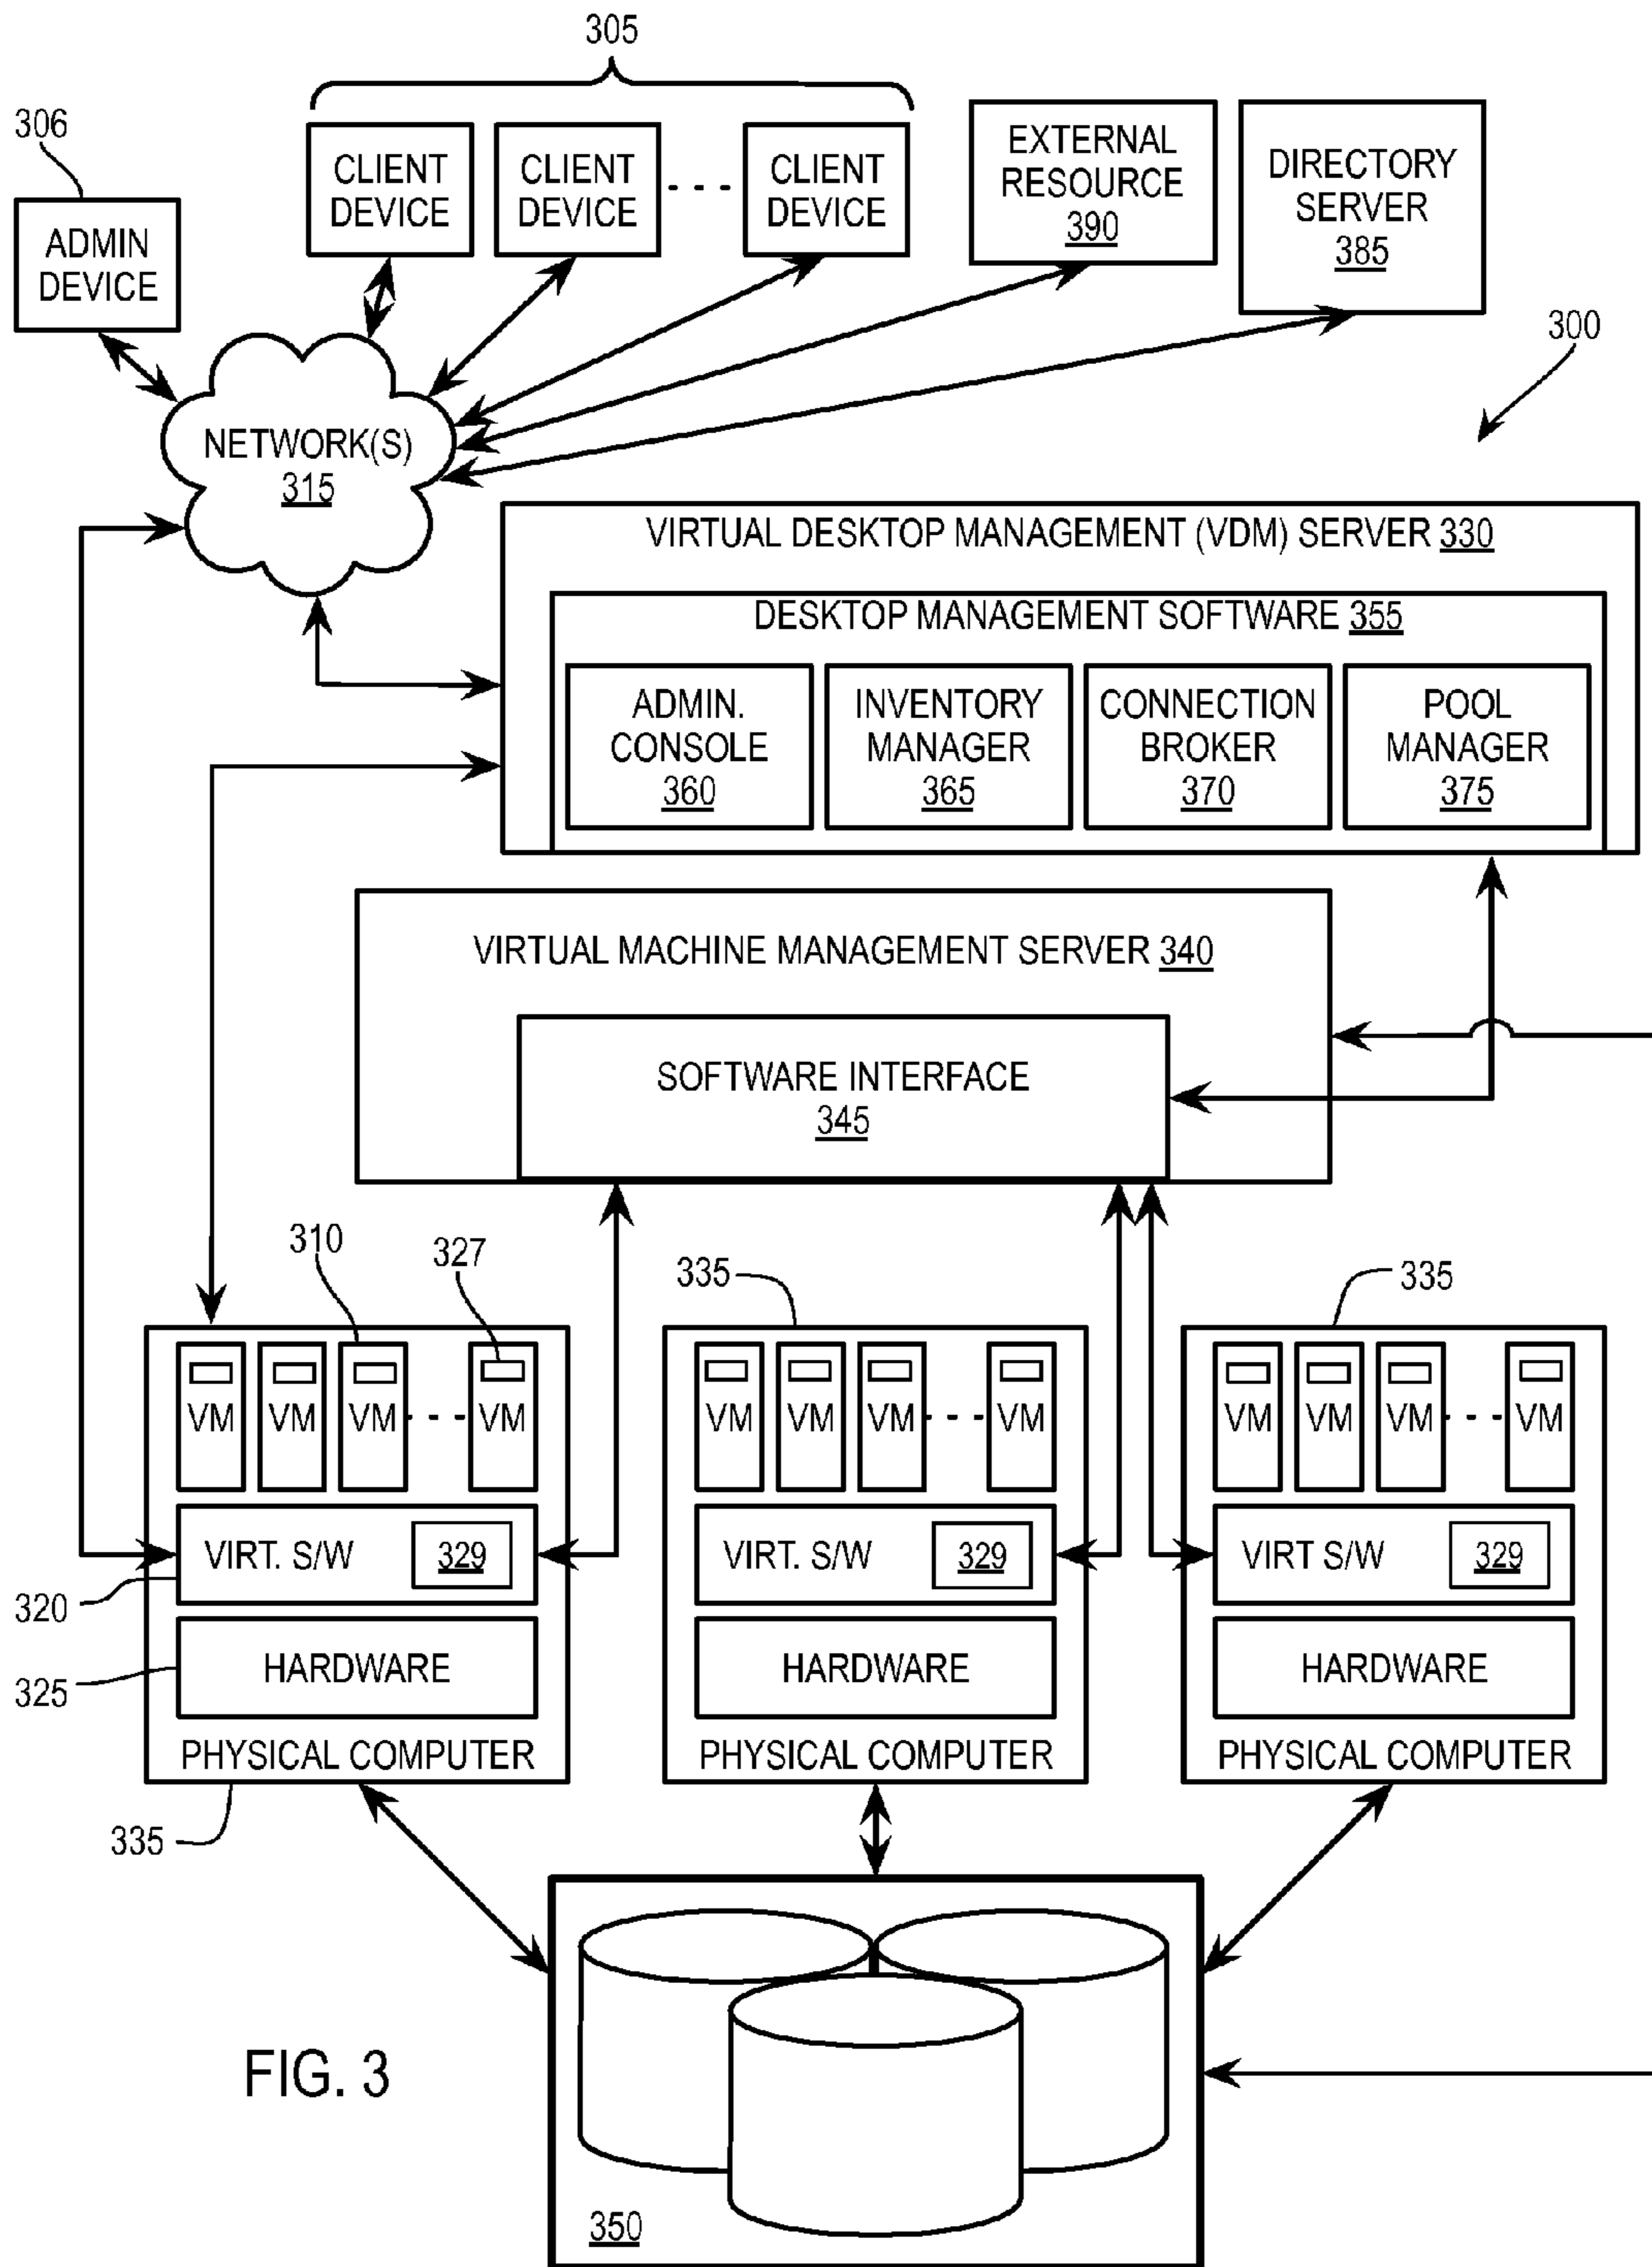 305
306
CLIENT
DEVICE
CLIENT
DEVICE
CLIENT
DEVICE
EXTERNAL
RESOURCE
390
DIRECTORY
SERVER
385
ADMIN
DEVICE
300
NETWORK(S)
315
VIRTUAL DESKTOP MANAGEMENT (VDM) SERVER 330
DESKTOP MANAGEMENT SOFTWARE 355
ADMIN.
CONSOLE
360
INVENTORY
MANAGER
365
CONNECTION
BROKER
370
POOL
MANAGER
375
VIRTUAL MACHINE MANAGEMENT SERVER 340
SOFTWARE INTERFACE
345
310
327
335
335
VM VM VM VM
VM VM VM VM
VM VM VM VM
VIRT. S/W 329
VIRT. S/W 329
VIRT S/W 329
320
HARDWARE
HARDWARE
HARDWARE
325
PHYSICAL COMPUTER
PHYSICAL COMPUTER
PHYSICAL COMPUTER
335
FIG. 3
350